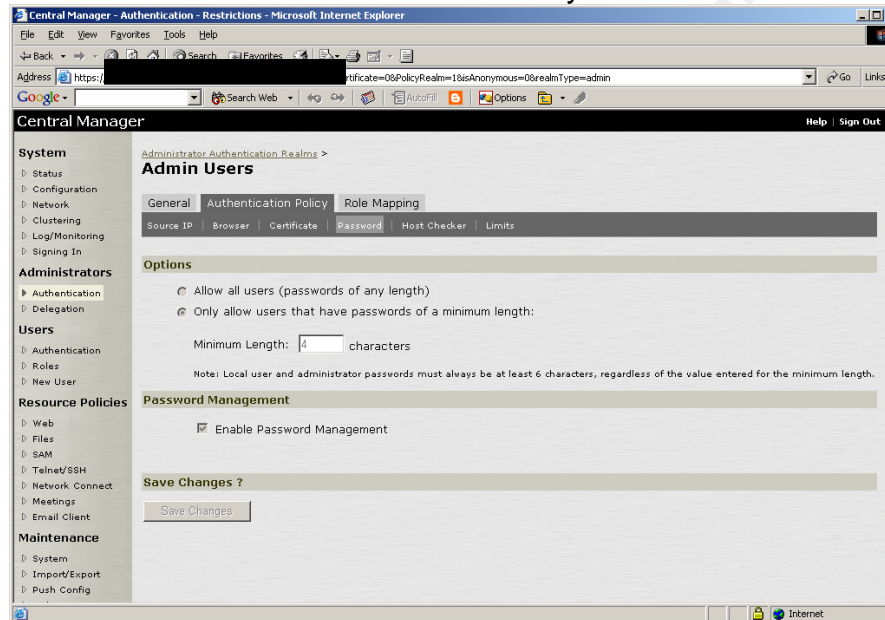 Central Manager - Authentication - Restrictions - Microsoft Internet Explorer
File Edit View Favorites Tools Help
Back Search Favorites
Address https:/ rtificate=0&PolicyRealm=1&isAnonymous=0&realmType=admin Go Links
Google Search Web AutoFill Options
Central Manager Help | Sign Out
System
Status
Configuration
Network
Clustering
Log/Monitoring
Signing In
Administrators
Authentication
Delegation
Users
Authentication
Roles
New User
Resource Policies
Web
Files
SAM
Telnet/SSH
Network Connect
Meetings
Email Client
Maintenance
System
Import/Export
Push Config
Administrator Authentication Realms >
Admin Users
General Authentication Policy Role Mapping
Source IP | Browser | Certificate | Password | Host Checker | Limits
Options
Allow all users (passwords of any length)
Only allow users that have passwords of a minimum length:
Minimum Length: 4 characters
Note: Local user and administrator passwords must always be at least 6 characters, regardless of the value entered for the minimum length.
Password Management
Enable Password Management
Save Changes ?
Save Changes
Internet